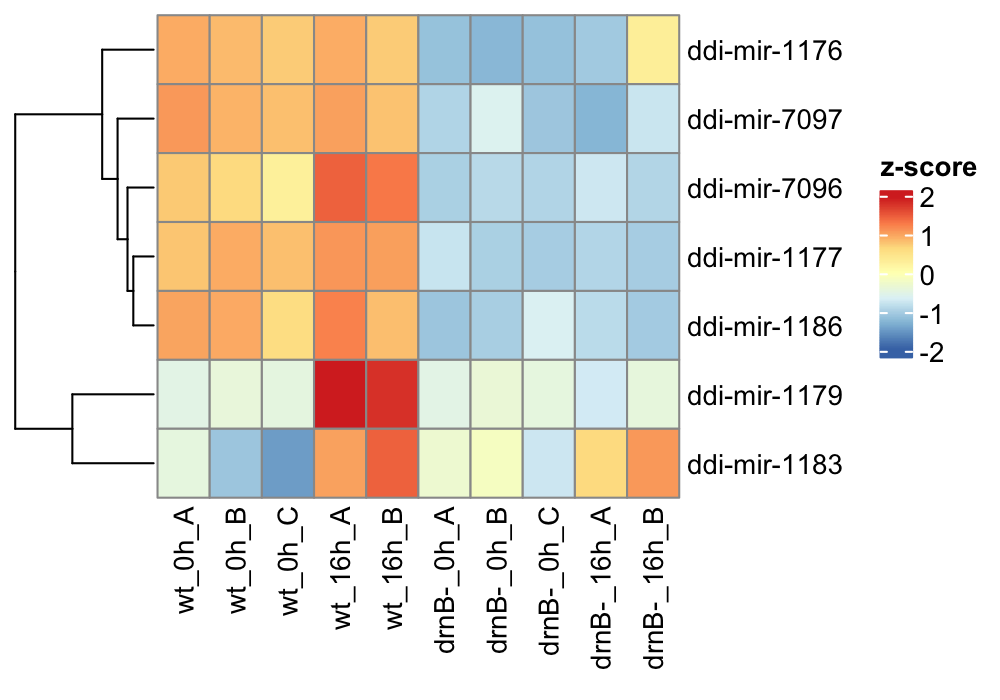 ddi-mir-1176
ddi-mir-7097
ddi-mir-7096
ddi-mir-1177
ddi-mir-1186
ddi-mir-1179
ddi-mir-1183
z-score
2
1
0
-1
-2
wt_0h_A
wt_0h_B
wt_0h_C
wt_16h_A
wt_16h_B
drnB-_0h_A
drnB-_0h_B
drnB-_0h_C
drnB-_16h_A
drnB-_16h_B